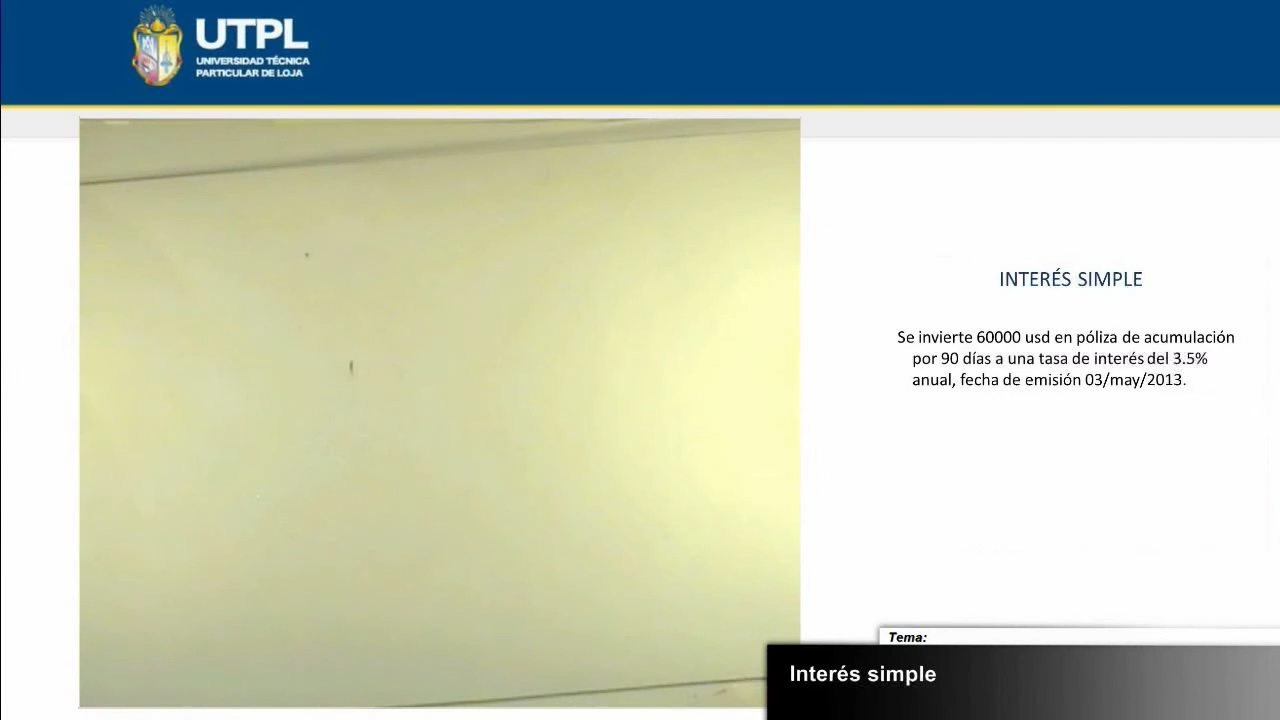 UTPL
UNIVERSIDAD TÉCNICA
PARTICULAR DE LOJA
INTERÉS SIMPLE
Se invierte 60000 usd en póliza de acumulación
por 90 días a una tasa de interés del 3.5%
anual, fecha de emisión 03/may/2013.
Tema:
Interés simple